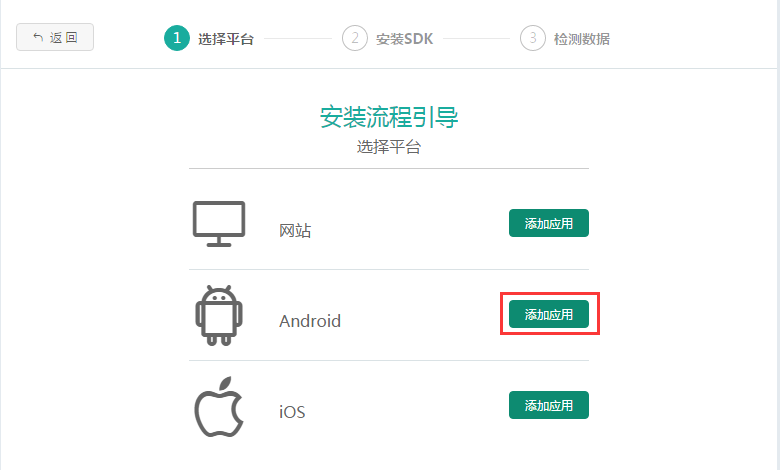 返回
1 选择平台 2 安装SDK 3 检测数据
安装流程引导
选择平台
网站 添加应用
Android 添加应用
iOS 添加应用